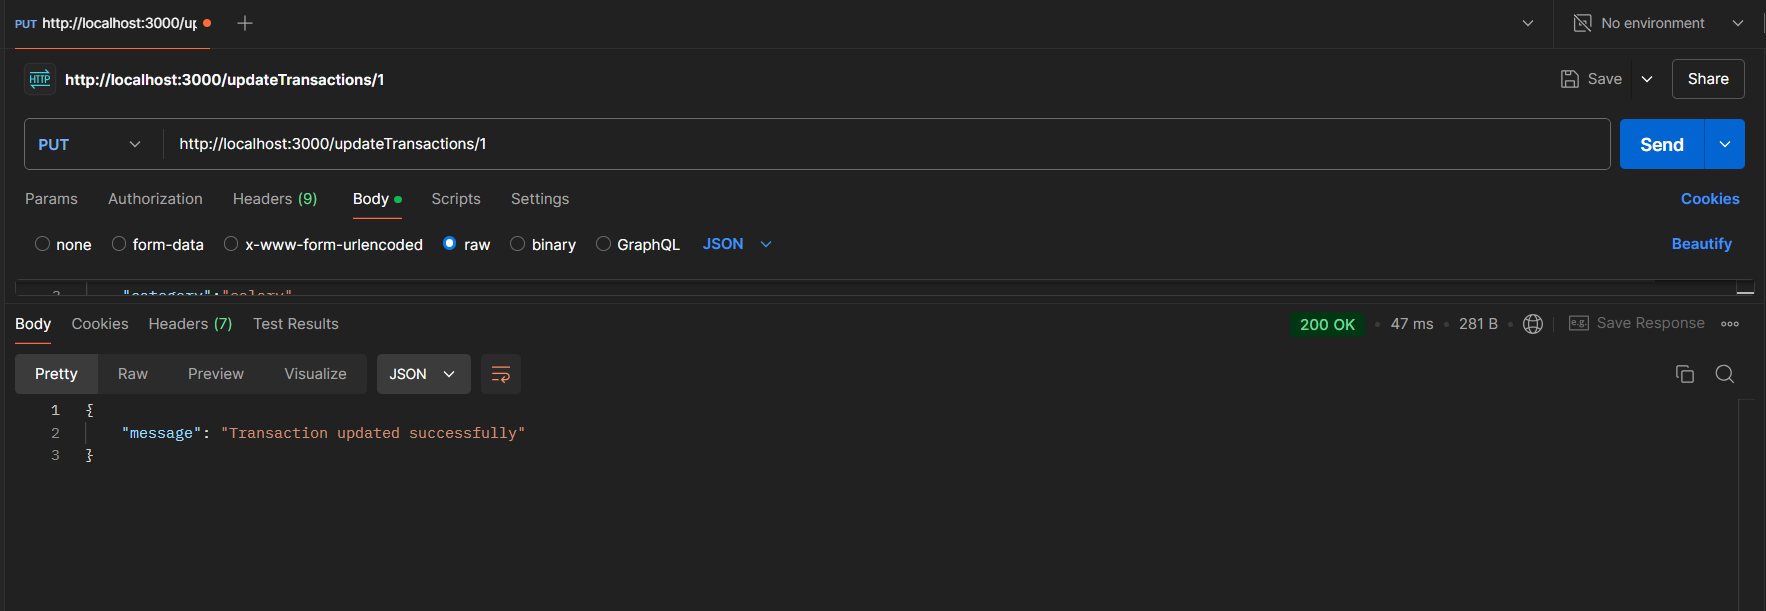 PUT http://localhost:3000/up
No environment
HTTP http://localhost:3000/updateTransactions/1
Save
Share
PUT http://localhost:3000/updateTransactions/1
Send
Params Authorization Headers (9) Body Scripts Settings
Cookies
none form-data x-www-form-urlencoded raw binary GraphQL JSON
Beautify
"category":"salary"
Body Cookies Headers (7) Test Results
200 OK • 47 ms • 281 B •
e.g. Save Response
Pretty Raw Preview Visualize JSON
1 {
2 "message": "Transaction updated successfully"
3 }